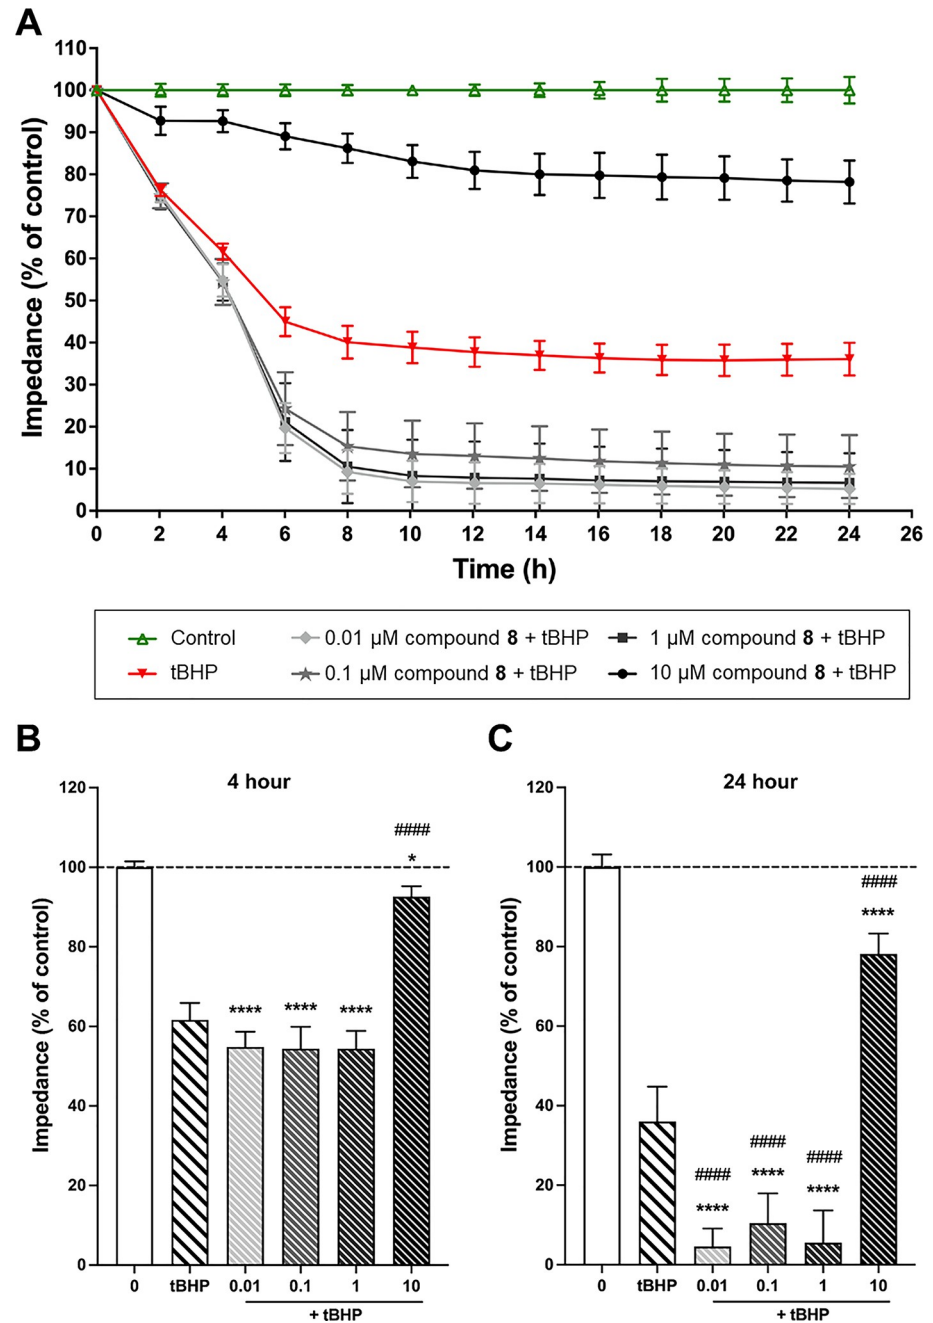 A
110
100
90
80
70
60
50
40
30
20
10
0
Impedance (% of control)
0 2 4 6 8 10 12 14 16 18 20 22 24 26
Time (h)
Control 0.01 µM compound 8 + tBHP 1 µM compound 8 + tBHP
tBHP 0.1 µM compound 8 + tBHP 10 µM compound 8 + tBHP
B
4 hour
120
100
80
60
40
20
0
Impedance (% of control)
####
*
**** **** ****
0 tBHP 0.01 0.1 1 10
+ tBHP
C
24 hour
120
100
80
60
40
20
0
Impedance (% of control)
####
****
#### #### ####
**** **** ****
0 tBHP 0.01 0.1 1 10
+ tBHP